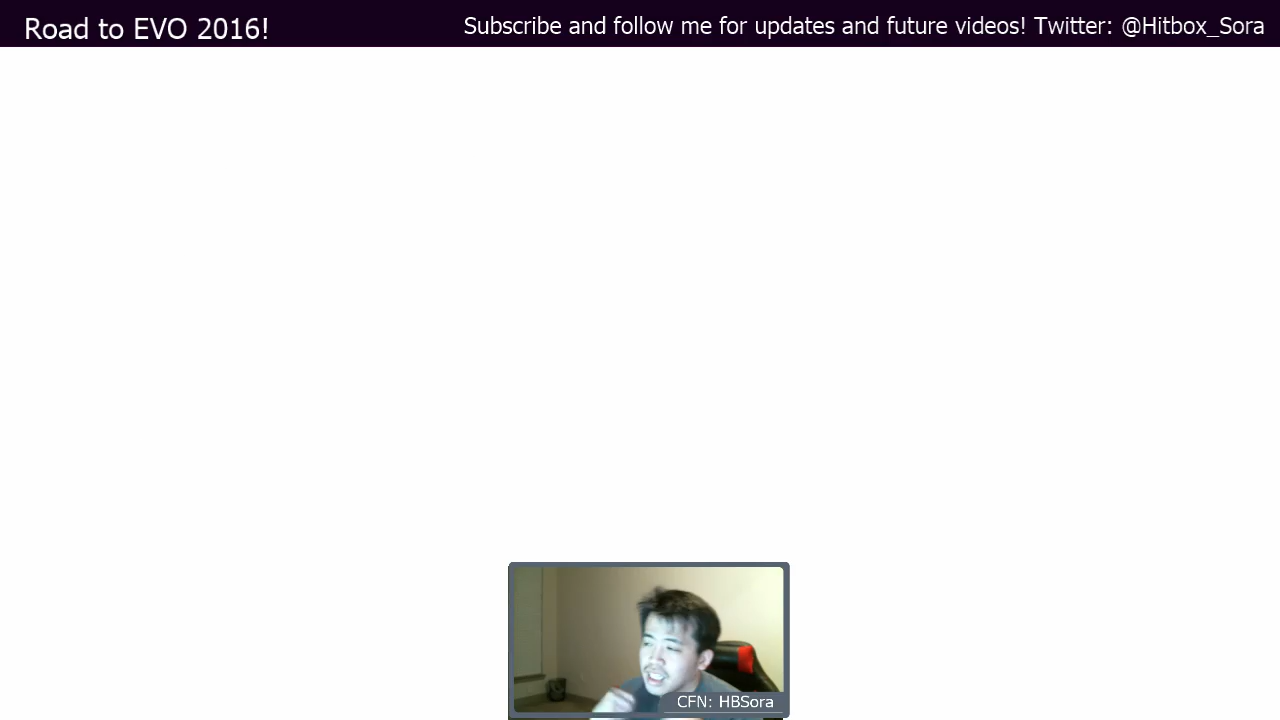 Road to EVO 2016!
Subscribe and follow me for updates and future videos! Twitter: @Hitbox_Sora
CFN: HBSora